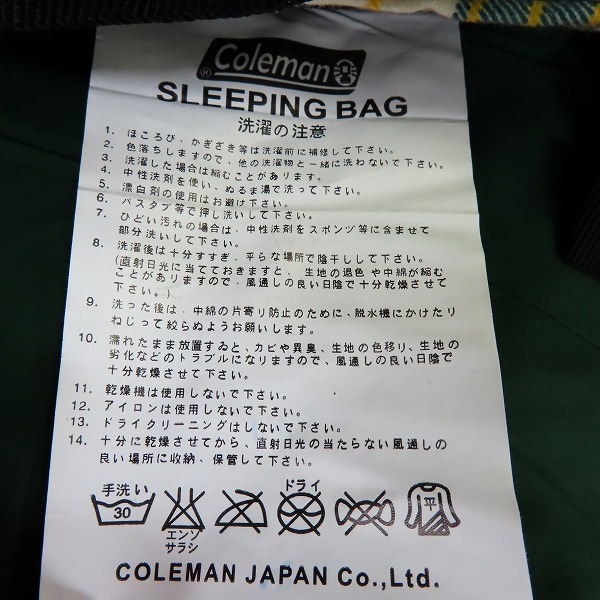 Coleman
®
SLEEPING BAG
洗濯の注意
1. ほころび、かぎざき等は洗濯前に補修して下さい。
2. 色落ちしますので、他の洗濯物と一緒に洗わないで下さい。
3. 洗濯した場合は縮むことがあります。
4. 中性洗剤を使い、ぬるま湯で洗って下さい。
5. 漂白剤の使用はお避け下さい。
6. バスタブ等で押し洗いして下さい。
7. ひどい汚れの場合は、中性洗剤をスポンヅ等に含ませて
部分洗いして下さい。
8. 洗濯後は十分すすぎ、平らな場所で陰干しして下さい。
(直射日光に当てておきますと、生地の退色や中綿が縮む
ことがありますので、風通しの良い日陰で十分乾燥させて
下さい。)
9. 洗った後は、中綿の片寄り防止のために、脱水機にかけたり
ねじって絞らぬようお願いします。
10. 濡れたまま放置するゐと、カビや異臭、生地の色移り、生地の
劣化などのトラブルになりますので、風通しの良い日陰で
十分乾燥させて下さい。
11. 乾燥機は使用しないで下さい。
12. アイロンは使用しないで下さい。
13. ドライクリーニングはしないで下さい。
14. 十分に乾燥させてから、直射日光の当たらない風通しの
良い場所に収納、保管して下さい。
手洗い
ドライ
30
平
エンソ
サラシ
COLEMAN JAPAN Co.,Ltd.